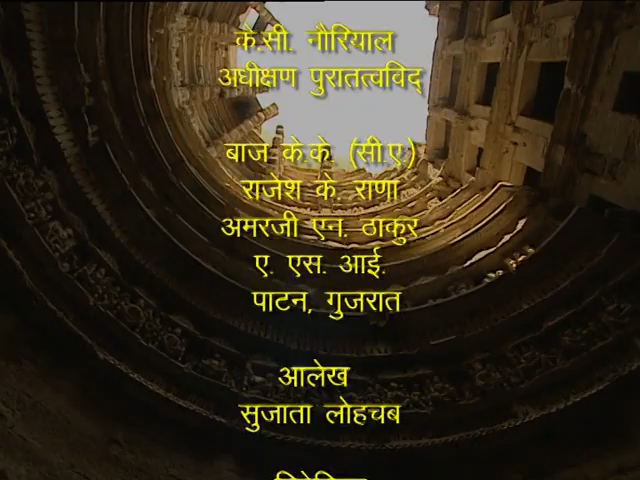 के.सी. नौरियाल
अधीक्षण पुरातत्वविद्
बाज के.के. (सी.ए.)
राजेश के. राणा
अमरजी एन. ठाकुर
ए. एस. आई.
पाटन, गुजरात
आलेख
सुजाता लोहचब